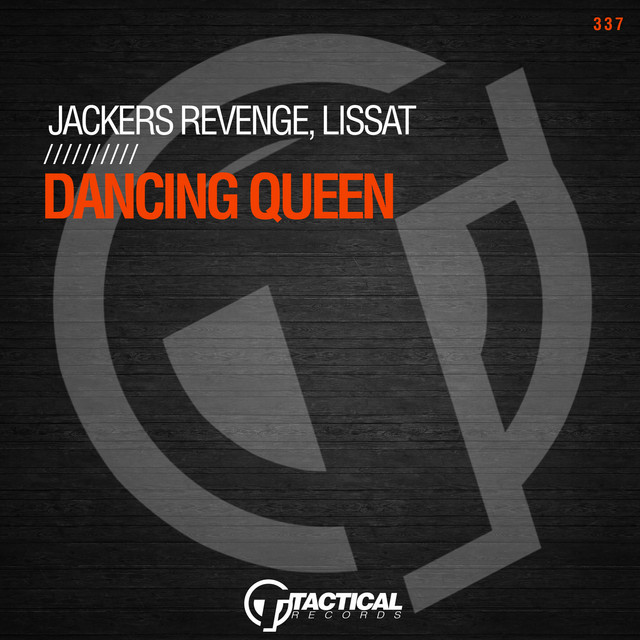 337
JACKERS REVENGE, LISSAT
//////////
DANCING QUEEN
TACTICAL
RECORDS